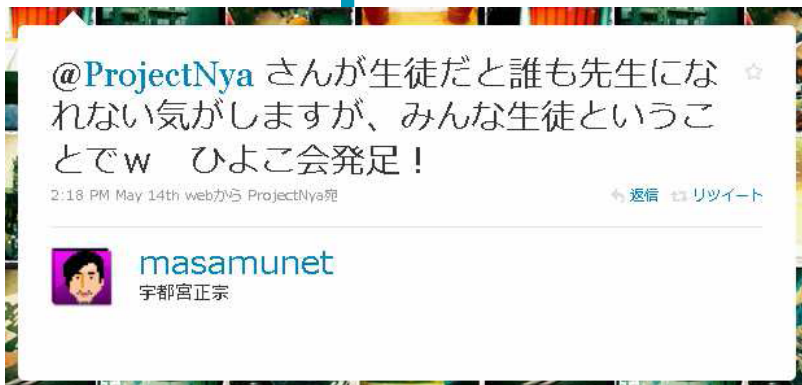 @ProjectNya さんが生徒だと誰も先生にな
れない気がしますが、みんな生徒というこ
とでｗ　ひよこ会発足！
2:18 PM May 14th webから ProjectNya宛
返信 リツイート
masamunet
宇都宮正宗